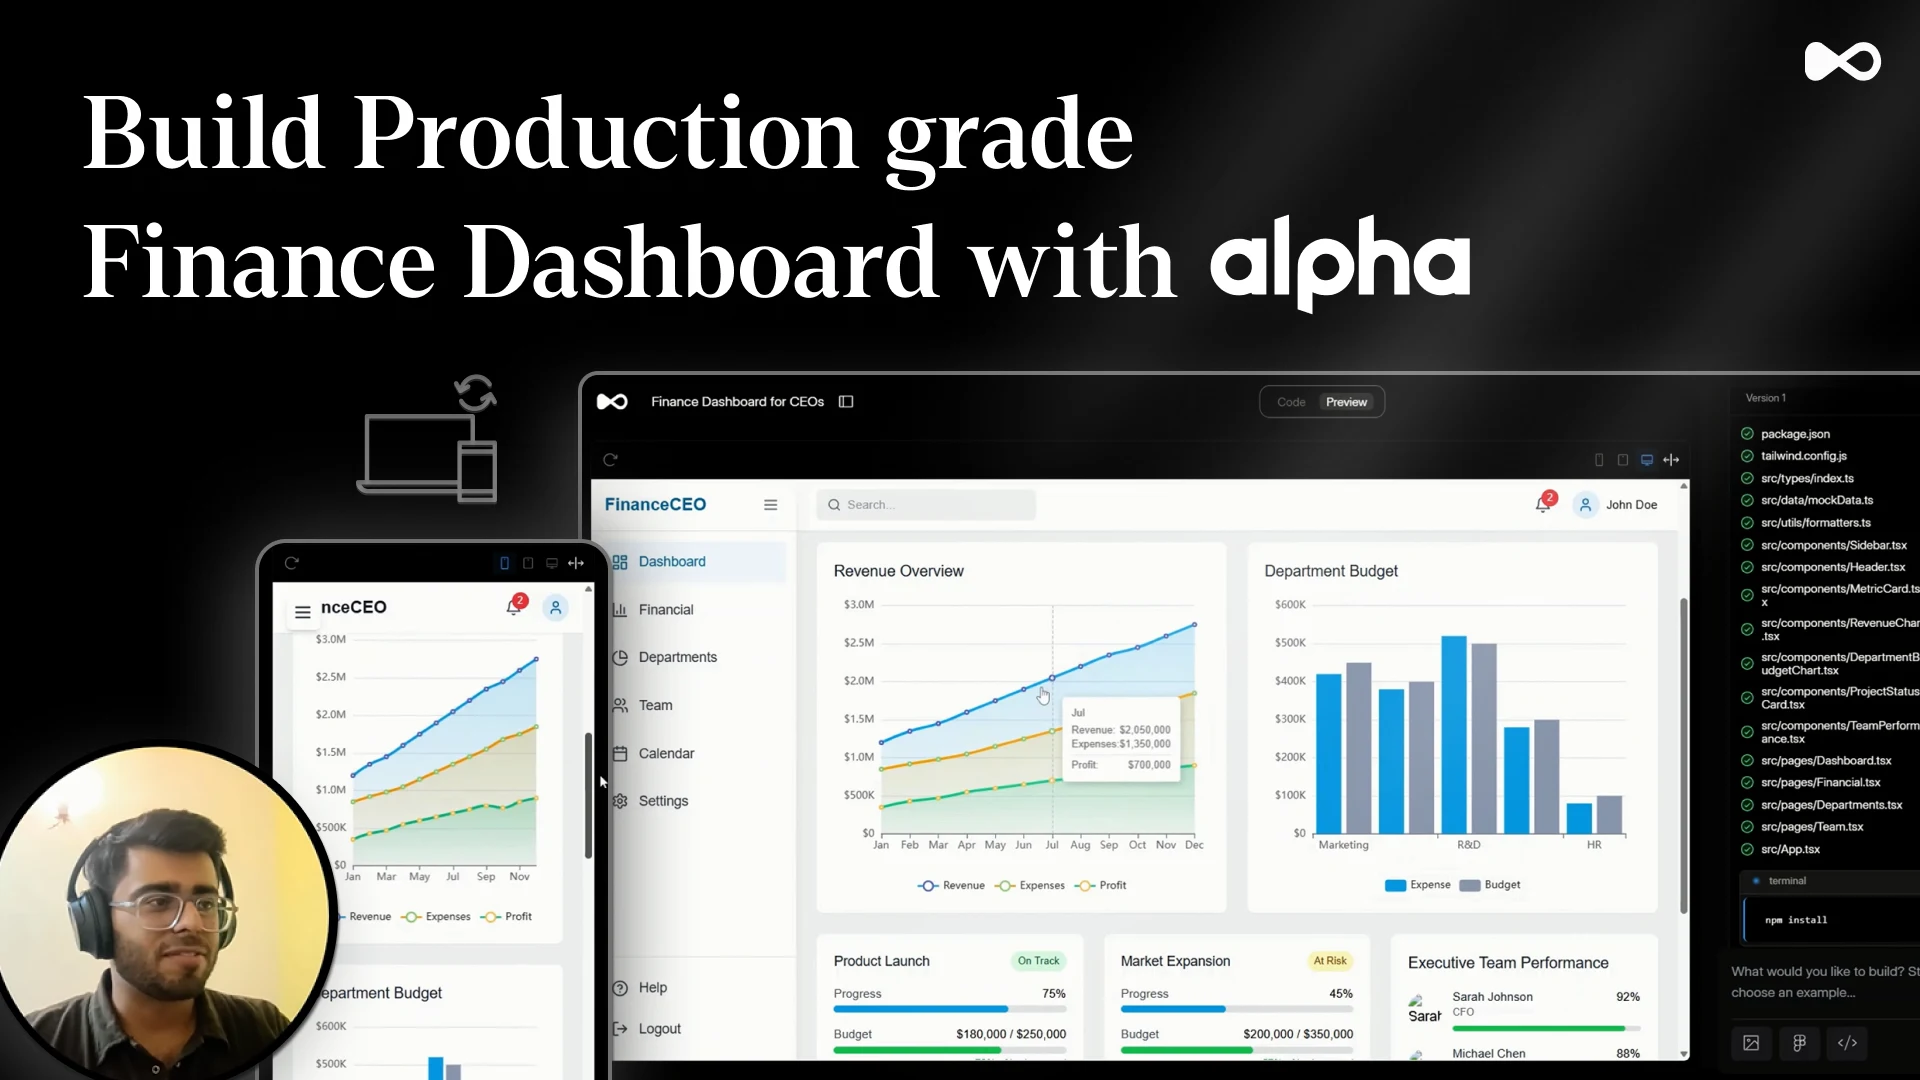 Build Production grade
Finance Dashboard with alpha
Finance Dashboard for CEOs
Code
Preview
FinanceCEO
Search...
2
John Doe
Dashboard
Financial
Departments
Team
Calendar
Settings
Help
Logout
Revenue Overview
$3.0M
$2.5M
$2.0M
$1.5M
$1.0M
$500K
$0
Jan Feb Mar Apr May Jun Jul Aug Sep Oct Nov Dec
Jul
Revenue: $2,050,000
Expenses:$1,350,000
Profit: $700,000
Revenue Expenses Profit
Department Budget
$600K
$500K
$400K
$300K
$200K
$100K
$0
Marketing R&D HR
Expense Budget
Product Launch On Track
Progress 75%
Budget $180,000 / $250,000
Market Expansion At Risk
Progress 45%
Budget $200,000 / $350,000
Executive Team Performance
Sarah
Sarah Johnson 92%
CFO
Michael Chen 88%
nceCEO
2
$3.0M
$2.5M
$2.0M
$1.5M
$1.0M
$500K
$0
Jan Mar May Jul Sep Nov
Revenue Expenses Profit
epartment Budget
$600K
$500K
Version 1
package.json
tailwind.config.js
src/types/index.ts
src/data/mockData.ts
src/utils/formatters.ts
src/components/Sidebar.tsx
src/components/Header.tsx
src/components/MetricCard.ts
x
src/components/RevenueChar
.tsx
src/components/DepartmentB
udgetChart.tsx
src/components/ProjectStatus
Card.tsx
src/components/TeamPerform
ance.tsx
src/pages/Dashboard.tsx
src/pages/Financial.tsx
src/pages/Departments.tsx
src/pages/Team.tsx
src/App.tsx
terminal
npm install
What would you like to build? St
choose an example...